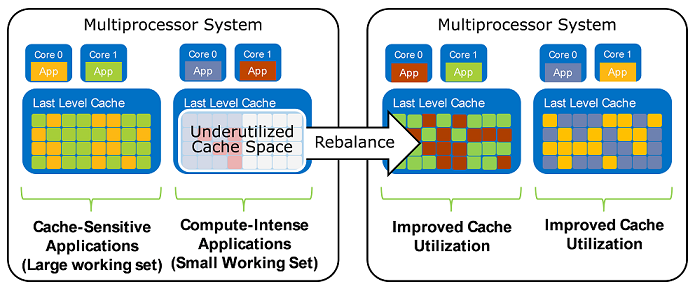 Multiprocessor System
Core 0
App
Core 1
App
Last Level Cache
Cache-Sensitive
Applications
(Large working set)
Core 0
App
Core 1
App
Last Level Cache
Underutilized
Cache Space
Compute-Intense
Applications
(Small Working Set)
Rebalance
Multiprocessor System
Core 0
App
Core 1
App
Last Level Cache
Improved Cache
Utilization
Core 0
App
Core 1
App
Last Level Cache
Improved Cache
Utilization